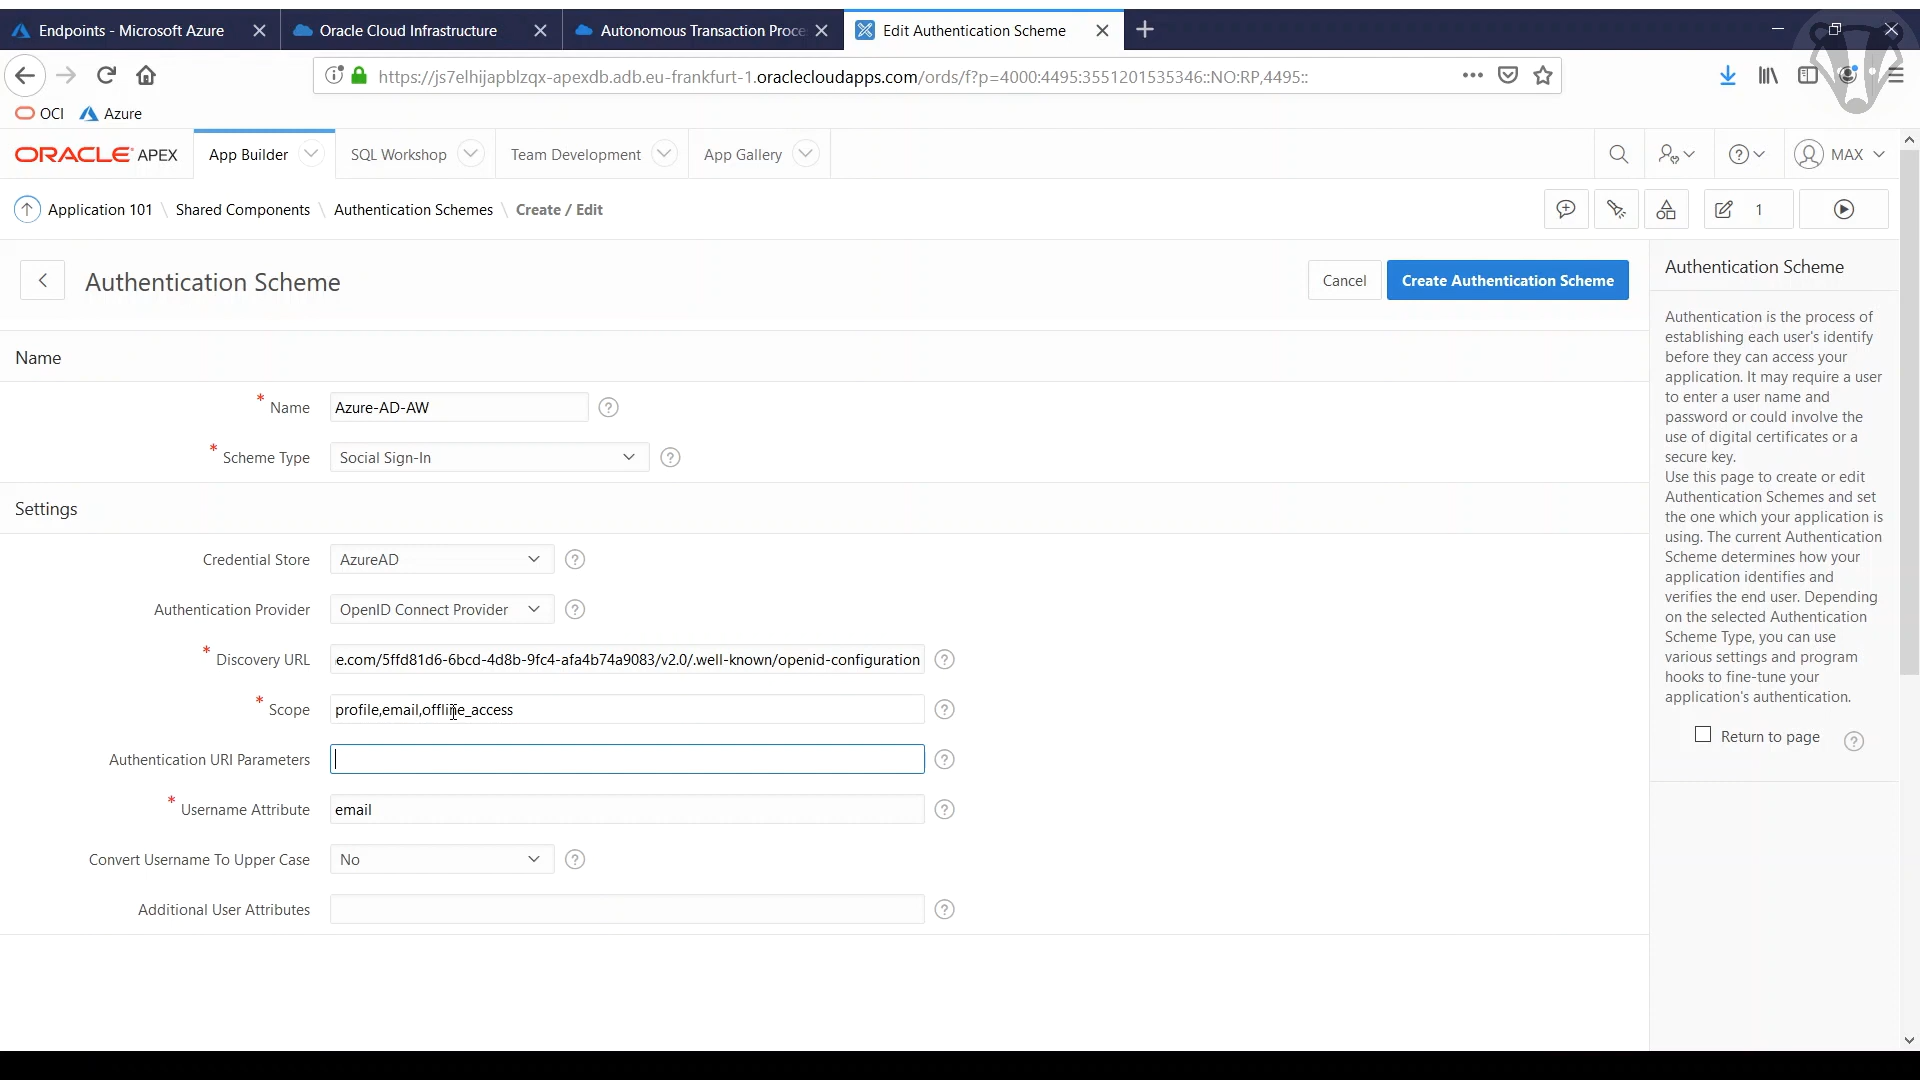 Endpoints - Microsoft Azure
Oracle Cloud Infrastructure
Autonomous Transaction Proce
Edit Authentication Scheme
https://js7elhijapblzqx-apexdb.adb.eu-frankfurt-1.oraclecloudapps.com/ords/f?p=4000:4495:3551201535346::NO:RP,4495::
OCI Azure
ORACLE APEX App Builder SQL Workshop Team Development App Gallery MAX
Application 101 \ Shared Components \ Authentication Schemes \ Create / Edit 1
Authentication Scheme Cancel Create Authentication Scheme
Name
* Name Azure-AD-AW
* Scheme Type Social Sign-In
Settings
Credential Store AzureAD
Authentication Provider OpenID Connect Provider
* Discovery URL e.com/5ffd81d6-6bcd-4d8b-9fc4-afa4b74a9083/v2.0/.well-known/openid-configuration
* Scope profile,email,offline_access
Authentication URI Parameters
* Username Attribute email
Convert Username To Upper Case No
Additional User Attributes
Authentication Scheme
Authentication is the process of
establishing each user's identify
before they can access your
application. It may require a user
to enter a user name and
password or could involve the
use of digital certificates or a
secure key.
Use this page to create or edit
Authentication Schemes and set
the one which your application is
using. The current Authentication
Scheme determines how your
application identifies and
verifies the end user. Depending
on the selected Authentication
Scheme Type, you can use
various settings and program
hooks to fine-tune your
application's authentication.
Return to page